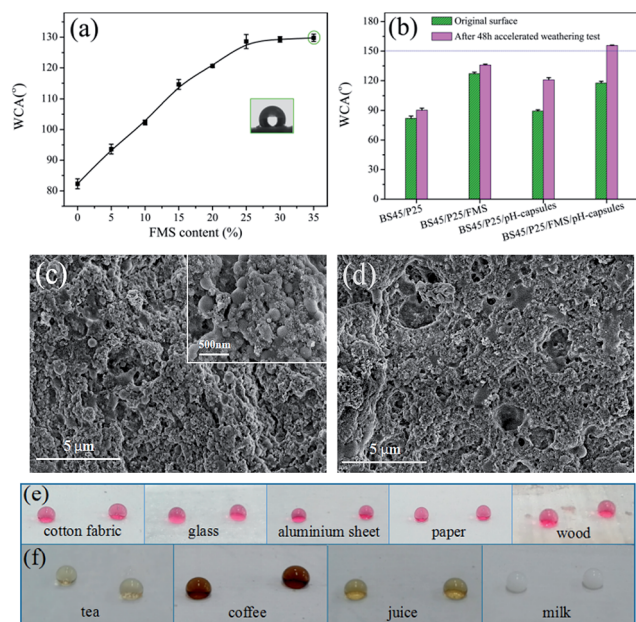 (a)
WCA(°)
130
120
110
100
90
80
0 5 10 15 20 25 30 35
FMS content (%)
(b)
Original surface
After 48h accelerated weathering test
WCA(°)
180
150
120
90
60
30
0
BS45/P25
BS45/P25/FMS
BS45/P25/pH-capsules
BS45/P25/FMS/pH-capsules
(c)
500nm
5 μm
(d)
5 μm
(e)
cotton fabric glass aluminium sheet paper wood
(f)
tea coffee juice milk